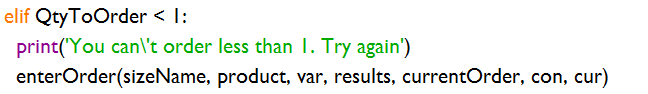 elif QtyToOrder < 1:
print('You can\'t order less than 1. Try again')
enterOrder(sizeName, product, var, results, currentOrder, con, cur)